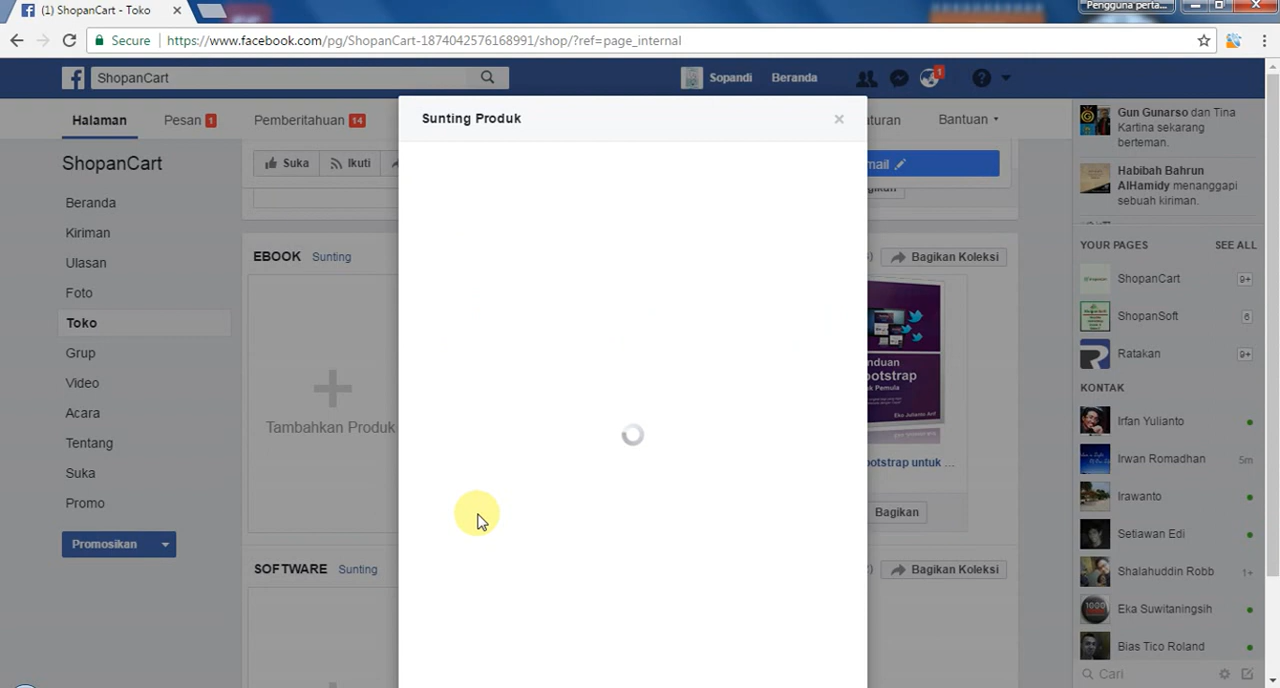 (1) ShopanCart - Toko
Pengguna perta...
Secure
https://www.facebook.com/pg/ShopanCart-1874042576168991/shop/?ref=page_internal
ShopanCart
Sopandi
Beranda
1
Halaman
Pesan 1
Pemberitahuan 14
Bantuan
Sunting Produk
ShopanCart
Suka
Ikuti
Beranda
Kiriman
Ulasan
Foto
Toko
Grup
Video
Acara
Tentang
Suka
Promo
Promosikan
EBOOK
Sunting
Tambahkan Produk
SOFTWARE
Sunting
Bagikan Koleksi
ootstrap
k Pemula
Eko Julianto Arif
otstrap untuk ...
Bagikan
Bagikan Koleksi
Gun Gunarso dan Tina
Kartina sekarang
berteman.
Habibah Bahrun
AlHamidy menanggapi
sebuah kiriman.
YOUR PAGES
SEE ALL
ShopanCart
9+
ShopanSoft
6
Ratakan
9+
KONTAK
Irfan Yulianto
Irwan Romadhan
5m
Irawanto
Setiawan Edi
Shalahuddin Robb
1+
Eka Suwitaningsih
Bias Tico Roland
Cari